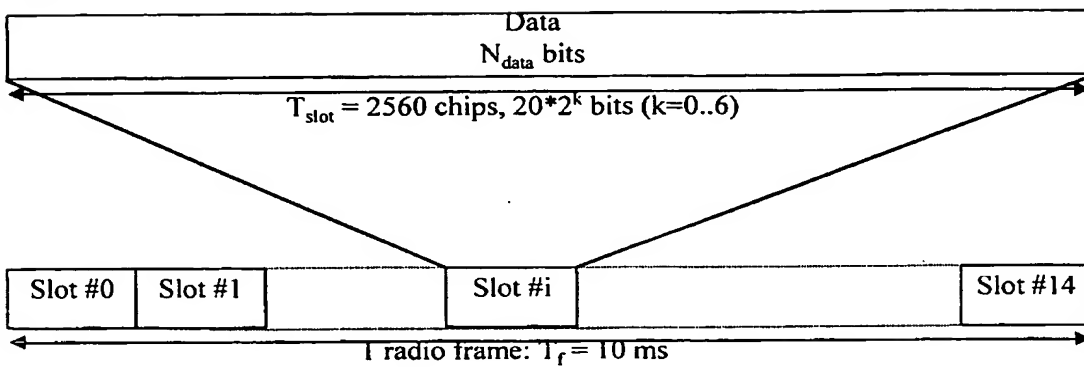 Data
N_data bits
T_slot = 2560 chips, 20*2^k bits (k=0..6)
Slot #0 Slot #1 Slot #i Slot #14
1 radio frame: T_f = 10 ms